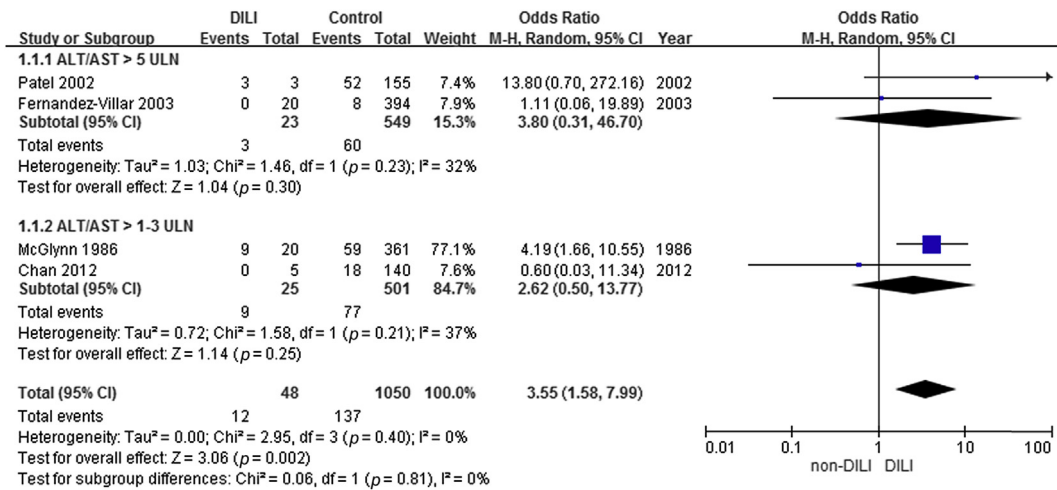 DILI Control Odds Ratio Odds Ratio
Study or Subgroup Events Total Events Total Weight M-H, Random, 95% CI Year M-H, Random, 95% CI
1.1.1 ALT/AST > 5 ULN
Patel 2002 3 3 52 155 7.4% 13.80 (0.70, 272.16) 2002
Fernandez-Villar 2003 0 20 8 394 7.9% 1.11 (0.06, 19.89) 2003
Subtotal (95% CI) 23 549 15.3% 3.80 (0.31, 46.70)
Total events 3 60
Heterogeneity: Tau² = 1.03; Chi² = 1.46, df = 1 (p = 0.23); I² = 32%
Test for overall effect: Z = 1.04 (p = 0.30)
1.1.2 ALT/AST > 1-3 ULN
McGlynn 1986 9 20 59 361 77.1% 4.19 (1.66, 10.55) 1986
Chan 2012 0 5 18 140 7.6% 0.60 (0.03, 11.34) 2012
Subtotal (95% CI) 25 501 84.7% 2.62 (0.50, 13.77)
Total events 9 77
Heterogeneity: Tau² = 0.72; Chi² = 1.58, df = 1 (p = 0.21); I² = 37%
Test for overall effect: Z = 1.14 (p = 0.25)
Total (95% CI) 48 1050 100.0% 3.55 (1.58, 7.99)
Total events 12 137
Heterogeneity: Tau² = 0.00; Chi² = 2.95, df = 3 (p = 0.40); I² = 0%
Test for overall effect: Z = 3.06 (p = 0.002)
Test for subgroup differences: Chi² = 0.06, df = 1 (p = 0.81), I² = 0%
0.01 0.1 1 10 100
non-DILI DILI